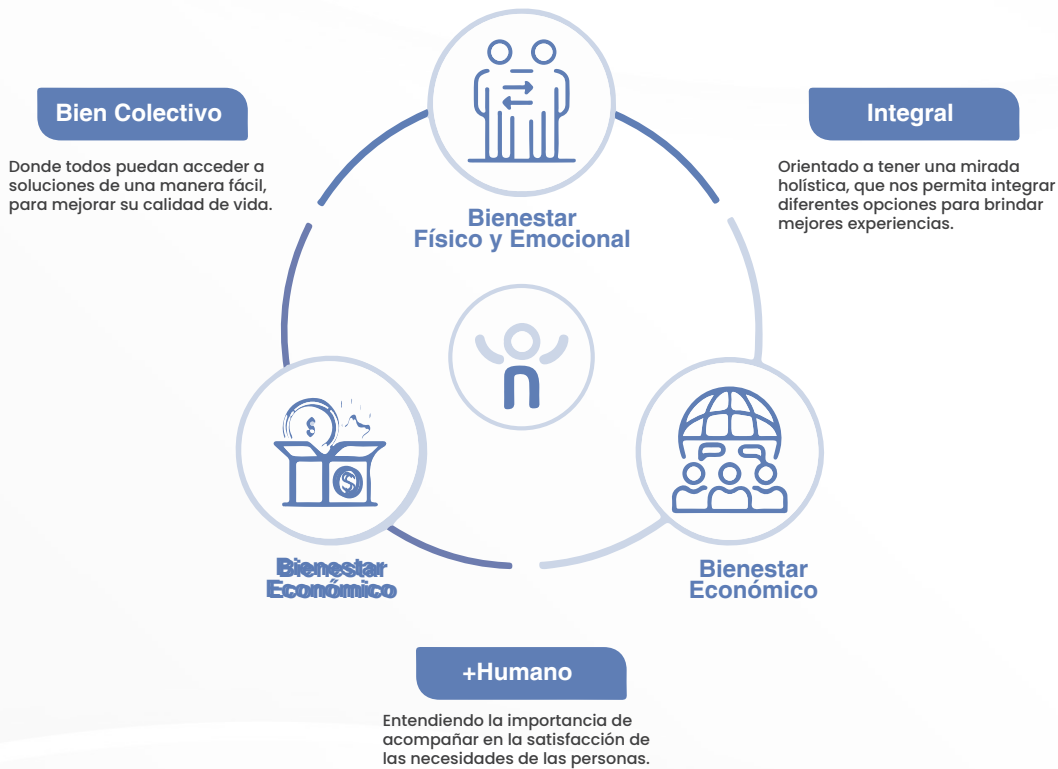 Bien Colectivo
Donde todos puedan acceder a
soluciones de una manera fácil,
para mejorar su calidad de vida.
Integral
Orientado a tener una mirada
holística, que nos permita integrar
diferentes opciones para brindar
mejores experiencias.
Bienestar
Físico y Emocional
$
$
Bienestar
Económico
Bienestar
Económico
+Humano
Entendiendo la importancia de
acompañar en la satisfacción de
las necesidades de las personas.